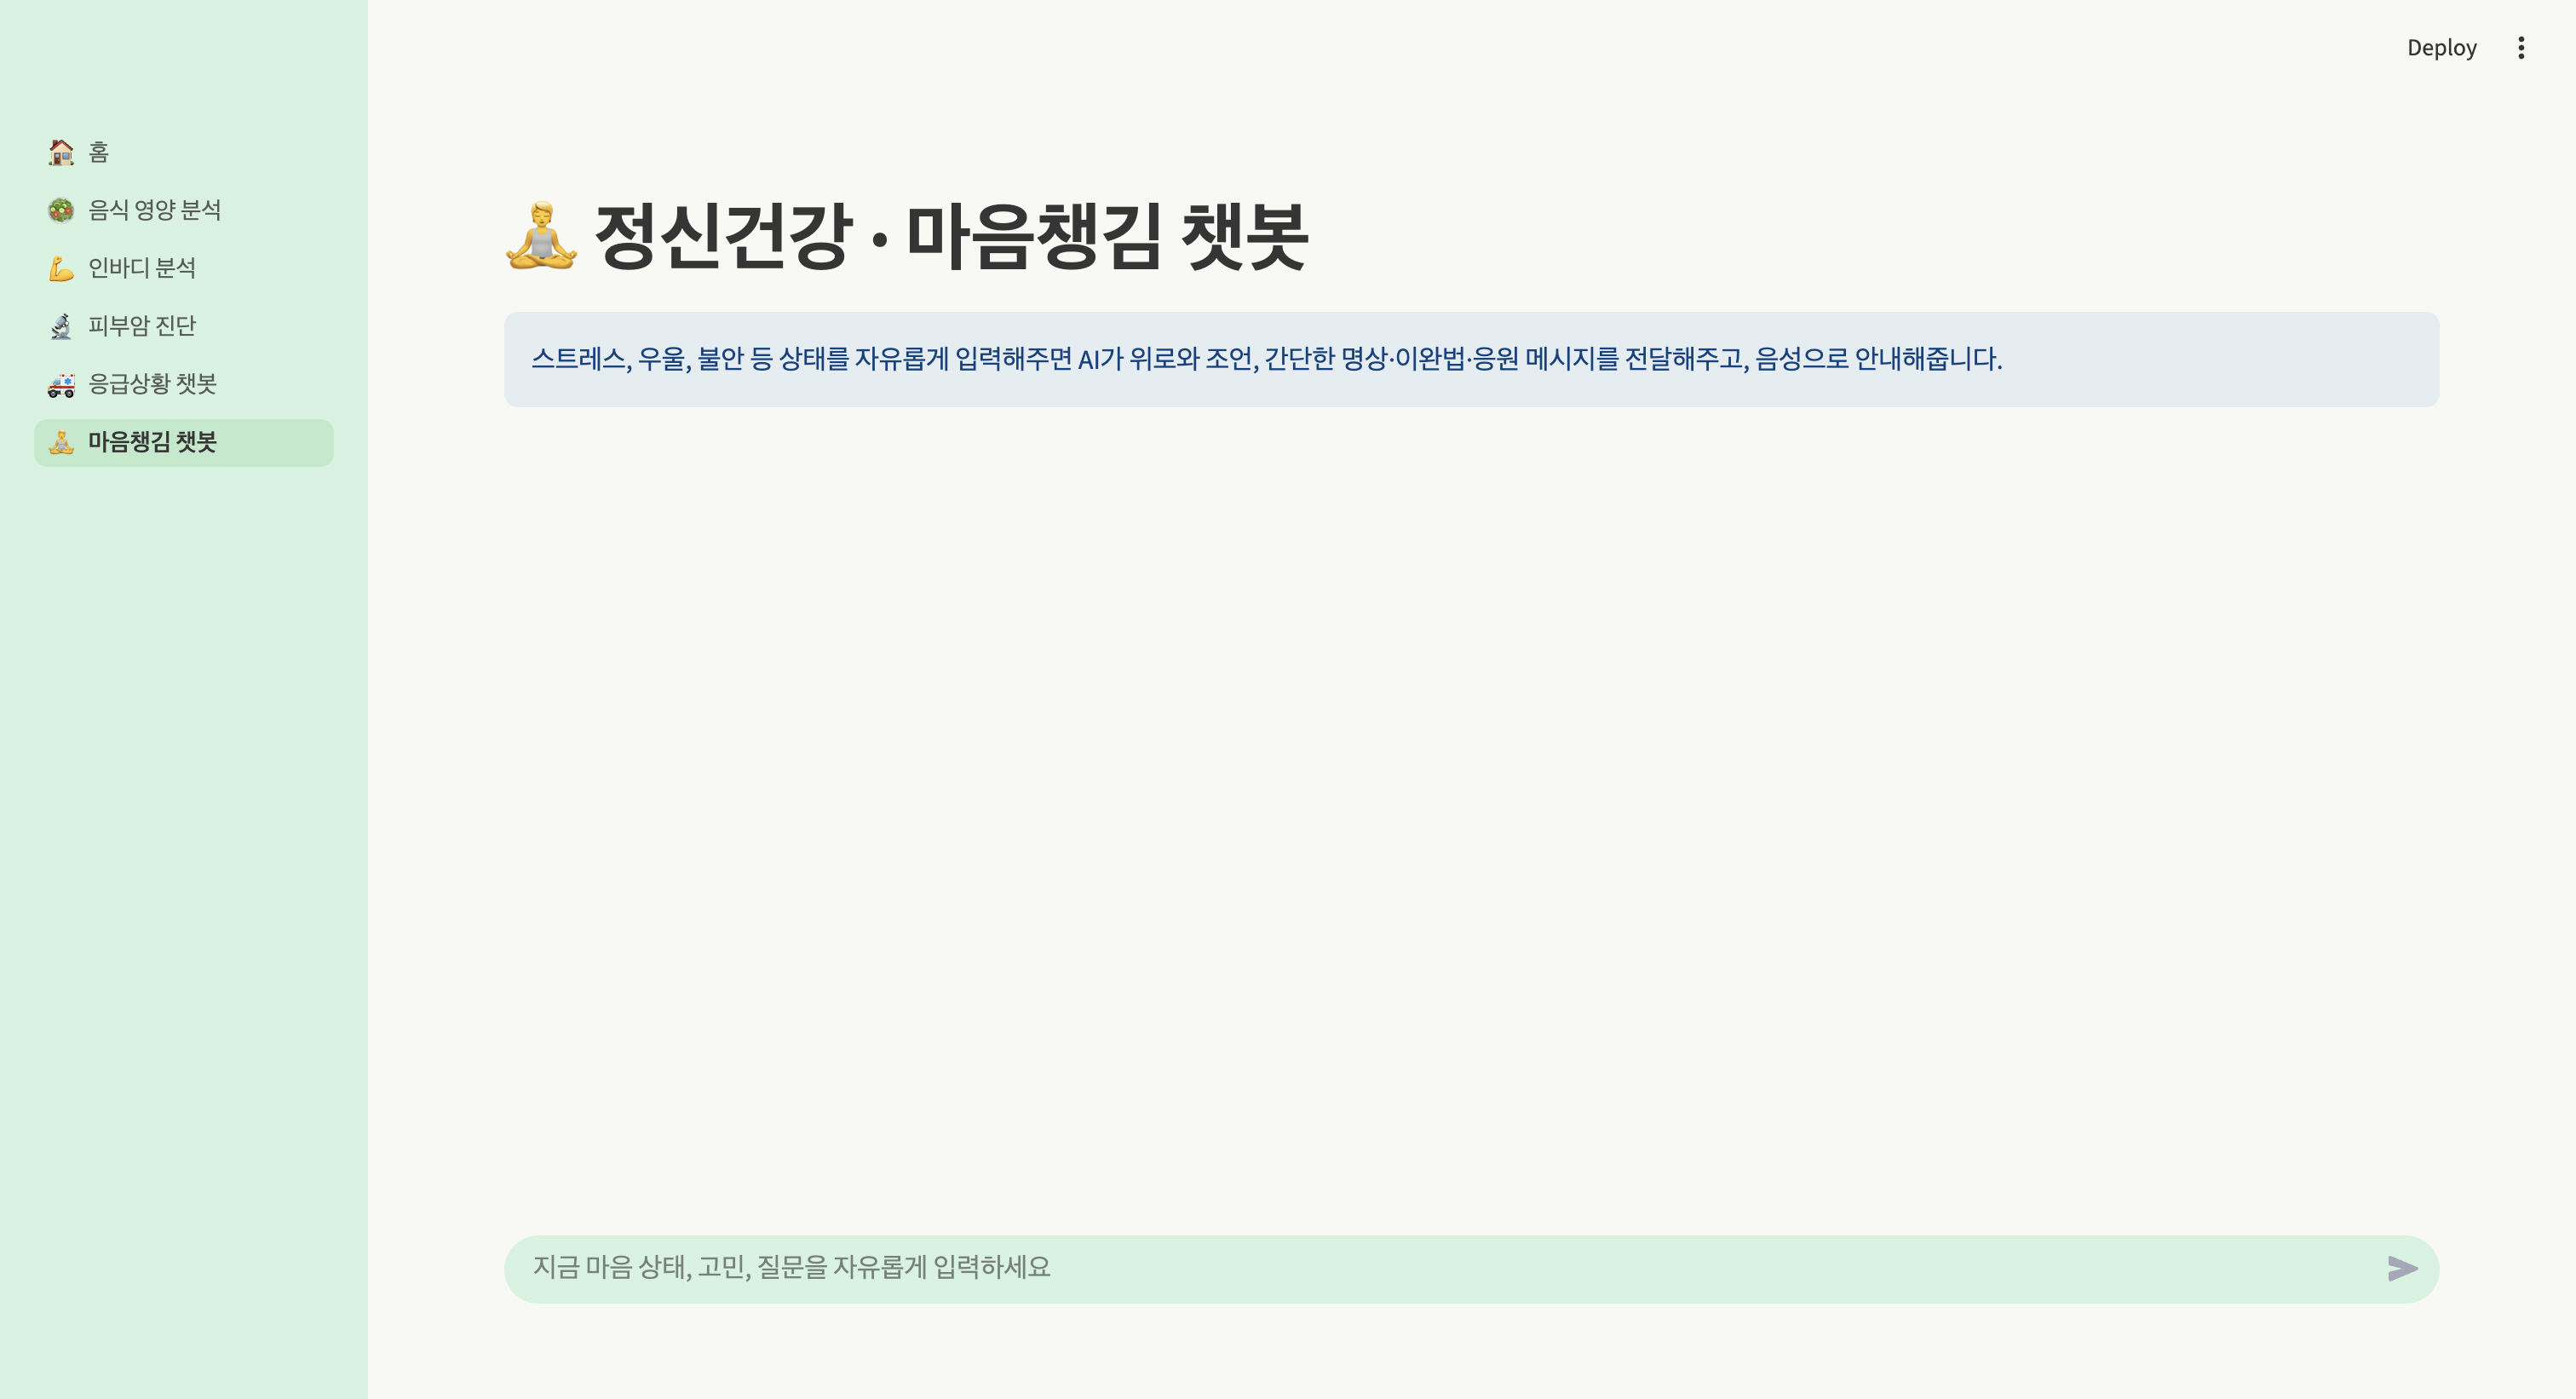 Deploy
홈
음식 영양 분석
인바디 분석
피부암 진단
응급상황 챗봇
마음챙김 챗봇
정신건강 · 마음챙김 챗봇
스트레스, 우울, 불안 등 상태를 자유롭게 입력해주면 AI가 위로와 조언, 간단한 명상·이완법·응원 메시지를 전달해주고, 음성으로 안내해줍니다.
지금 마음 상태, 고민, 질문을 자유롭게 입력하세요